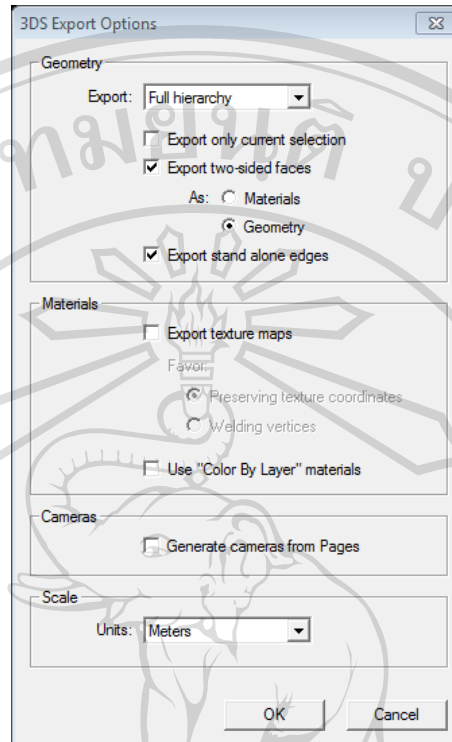 3DS Export Options
Geometry
Export: Full hierarchy
Export only current selection
Export two-sided faces
As: Materials
Geometry
Export stand alone edges
Materials
Export texture maps
Favor:
Preserving texture coordinates
Welding vertices
Use "Color By Layer" materials
Cameras
Generate cameras from Pages
Scale
Units: Meters
OK Cancel